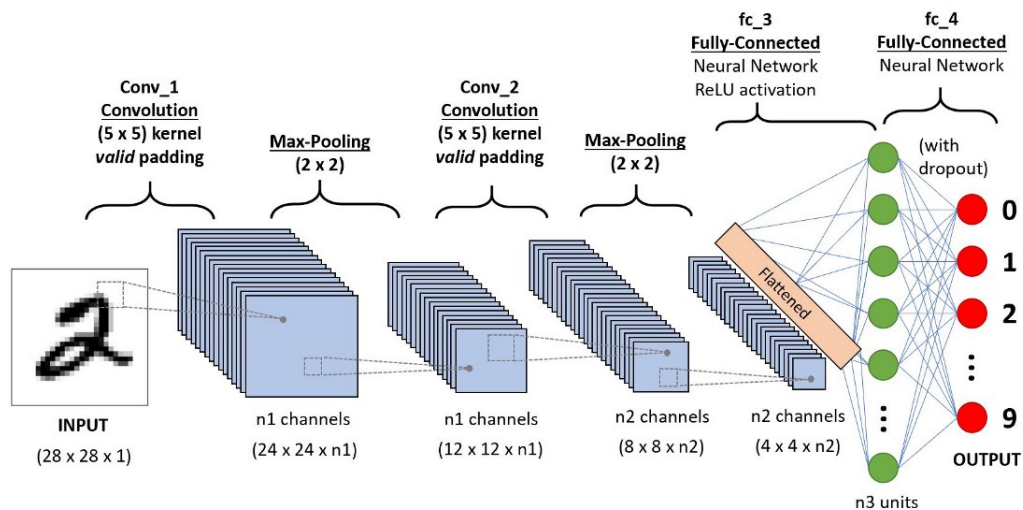 Conv_1
Convolution
(5 x 5) kernel
valid padding
Max-Pooling
(2 x 2)
Conv_2
Convolution
(5 x 5) kernel
valid padding
Max-Pooling
(2 x 2)
fc_3
Fully-Connected
Neural Network
ReLU activation
fc_4
Fully-Connected
Neural Network
(with
dropout)
Flattened
0
1
2
9
OUTPUT
2
INPUT
(28 x 28 x 1)
n1 channels
(24 x 24 x n1)
n1 channels
(12 x 12 x n1)
n2 channels
(8 x 8 x n2)
n2 channels
(4 x 4 x n2)
n3 units